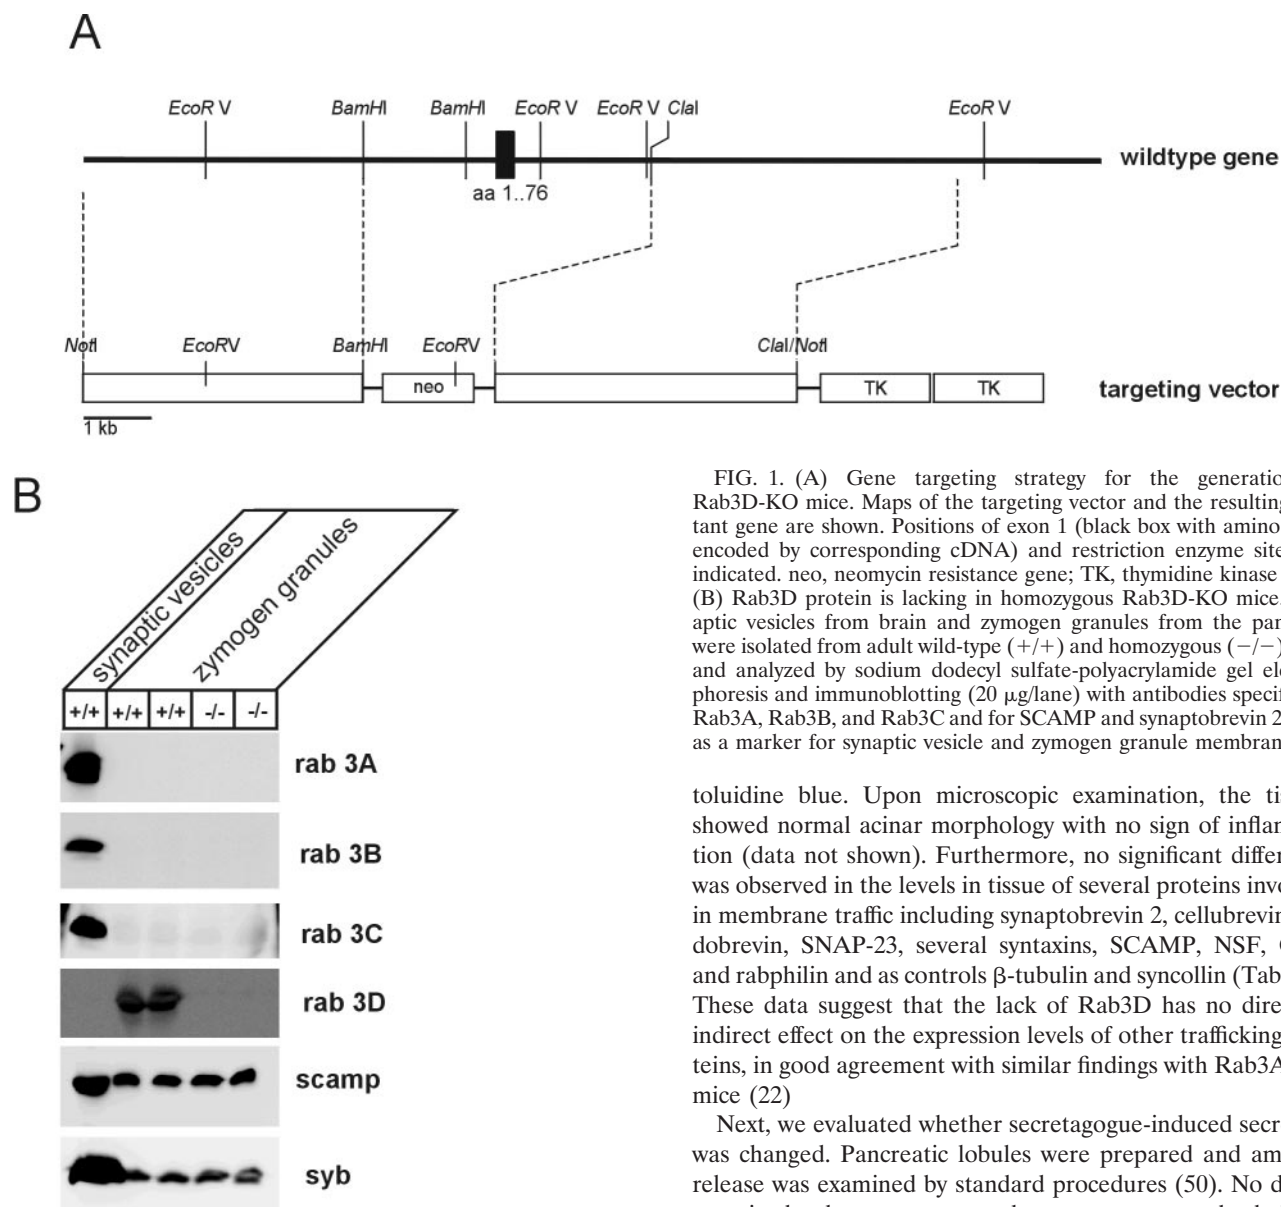 A
EcoR V BamHI BamHI EcoR V EcoR V ClaI EcoR V
wildtype gene
aa 1..76
NotI EcoRV BamHI EcoRV ClaI/NotI
neo TK TK
targeting vector
1 kb
B
synaptic vesicles
zymogen granules
+/+ +/+ +/+ -/- -/-
rab 3A
rab 3B
rab 3C
rab 3D
scamp
syb
FIG. 1. (A) Gene targeting strategy for the generatio
Rab3D-KO mice. Maps of the targeting vector and the resulting
tant gene are shown. Positions of exon 1 (black box with amino
encoded by corresponding cDNA) and restriction enzyme site
indicated. neo, neomycin resistance gene; TK, thymidine kinase
(B) Rab3D protein is lacking in homozygous Rab3D-KO mice.
aptic vesicles from brain and zymogen granules from the pan
were isolated from adult wild-type (+/+) and homozygous (−/−)
and analyzed by sodium dodecyl sulfate-polyacrylamide gel ele
phoresis and immunoblotting (20 μg/lane) with antibodies specif
Rab3A, Rab3B, and Rab3C and for SCAMP and synaptobrevin 2
as a marker for synaptic vesicle and zymogen granule membran
toluidine blue. Upon microscopic examination, the tis
showed normal acinar morphology with no sign of inflan
tion (data not shown). Furthermore, no significant differ
was observed in the levels in tissue of several proteins invo
in membrane traffic including synaptobrevin 2, cellubrevin
dobrevin, SNAP-23, several syntaxins, SCAMP, NSF,
and rabphilin and as controls β-tubulin and syncollin (Tab
These data suggest that the lack of Rab3D has no dire
indirect effect on the expression levels of other trafficking
teins, in good agreement with similar findings with Rab3A
mice (22)
Next, we evaluated whether secretagogue-induced secr
was changed. Pancreatic lobules were prepared and am
release was examined by standard procedures (50). No d